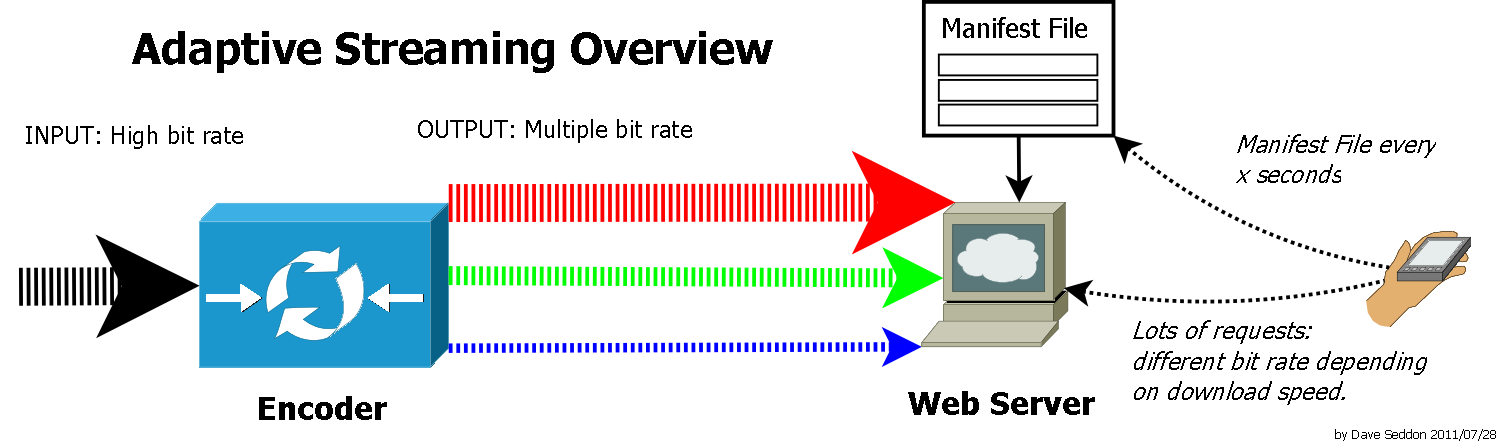 Adaptive Streaming Overview
Manifest File
INPUT: High bit rate
OUTPUT: Multiple bit rate
Manifest File every
x seconds
Lots of requests:
different bit rate depending
on download speed.
Encoder
Web Server
by Dave Seddon 2011/07/28